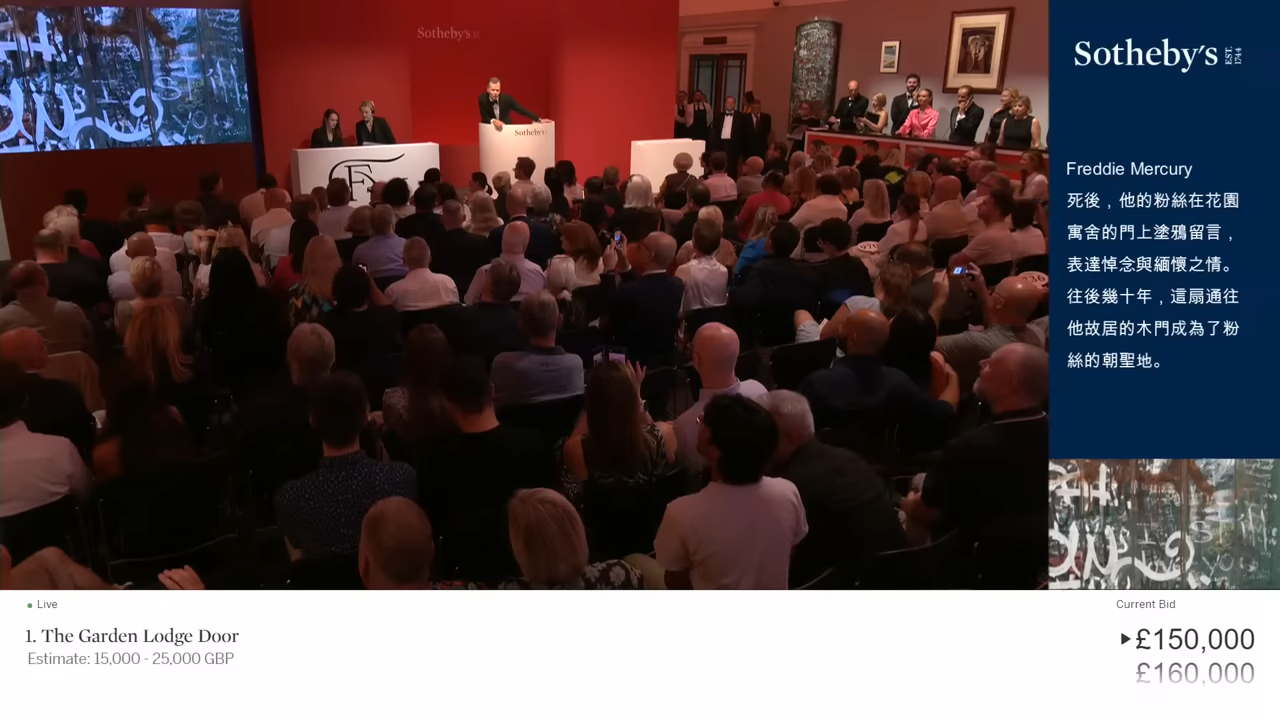 Sotheby's
Sotheby's
Sotheby's EST. 1744
Freddie Mercury
死後，他的粉絲在花園
寓舍的門上塗鴉留言，
表達悼念與緬懷之情。
往後幾十年，這扇通往
他故居的木門成為了粉
絲的朝聖地。
Live
1. The Garden Lodge Door
Estimate: 15,000 - 25,000 GBP
Current Bid
£150,000
£160,000